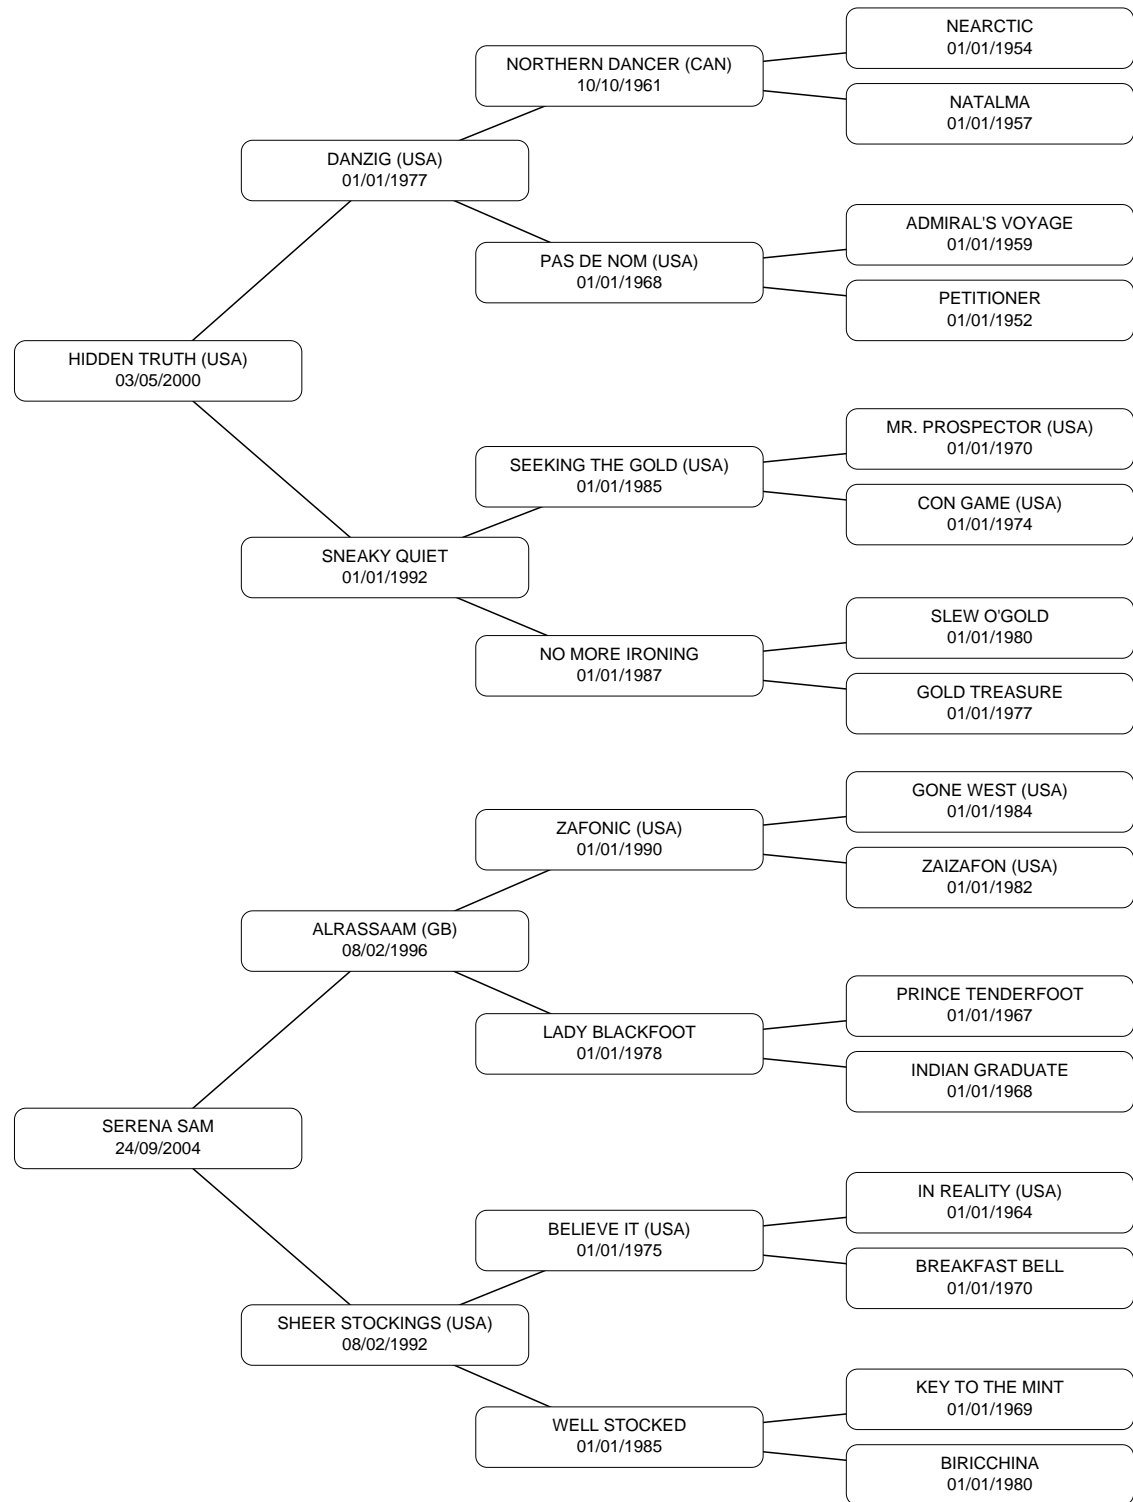 NEARCTIC
01/01/1954
NORTHERN DANCER (CAN)
10/10/1961
NATALMA
01/01/1957
DANZIG (USA)
01/01/1977
ADMIRAL'S VOYAGE
01/01/1959
PAS DE NOM (USA)
01/01/1968
PETITIONER
01/01/1952
HIDDEN TRUTH (USA)
03/05/2000
MR. PROSPECTOR (USA)
01/01/1970
SEEKING THE GOLD (USA)
01/01/1985
CON GAME (USA)
01/01/1974
SNEAKY QUIET
01/01/1992
SLEW O'GOLD
01/01/1980
NO MORE IRONING
01/01/1987
GOLD TREASURE
01/01/1977
GONE WEST (USA)
01/01/1984
ZAFONIC (USA)
01/01/1990
ZAIZAFON (USA)
01/01/1982
ALRASSAAM (GB)
08/02/1996
PRINCE TENDERFOOT
01/01/1967
LADY BLACKFOOT
01/01/1978
INDIAN GRADUATE
01/01/1968
SERENA SAM
24/09/2004
IN REALITY (USA)
01/01/1964
BELIEVE IT (USA)
01/01/1975
BREAKFAST BELL
01/01/1970
SHEER STOCKINGS (USA)
08/02/1992
KEY TO THE MINT
01/01/1969
WELL STOCKED
01/01/1985
BIRICCHINA
01/01/1980